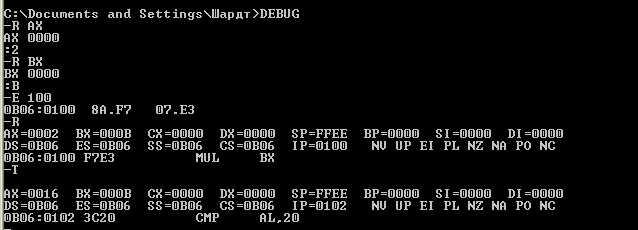 C:\Documents and Settings\Шардт>DEBUG
-R AX
AX 0000
:2
-R BX
BX 0000
:B
-E 100
0B06:0100  8A.F7   07.E3
-R
AX=0002  BX=000B  CX=0000  DX=0000  SP=FFEE  BP=0000  SI=0000  DI=0000
DS=0B06  ES=0B06  SS=0B06  CS=0B06  IP=0100   NV UP EI PL NZ NA PO NC
0B06:0100 F7E3          MUL     BX
-T
AX=0016  BX=000B  CX=0000  DX=0000  SP=FFEE  BP=0000  SI=0000  DI=0000
DS=0B06  ES=0B06  SS=0B06  CS=0B06  IP=0102   NV UP EI PL NZ NA PO NC
0B06:0102 3C20          CMP     AL,20